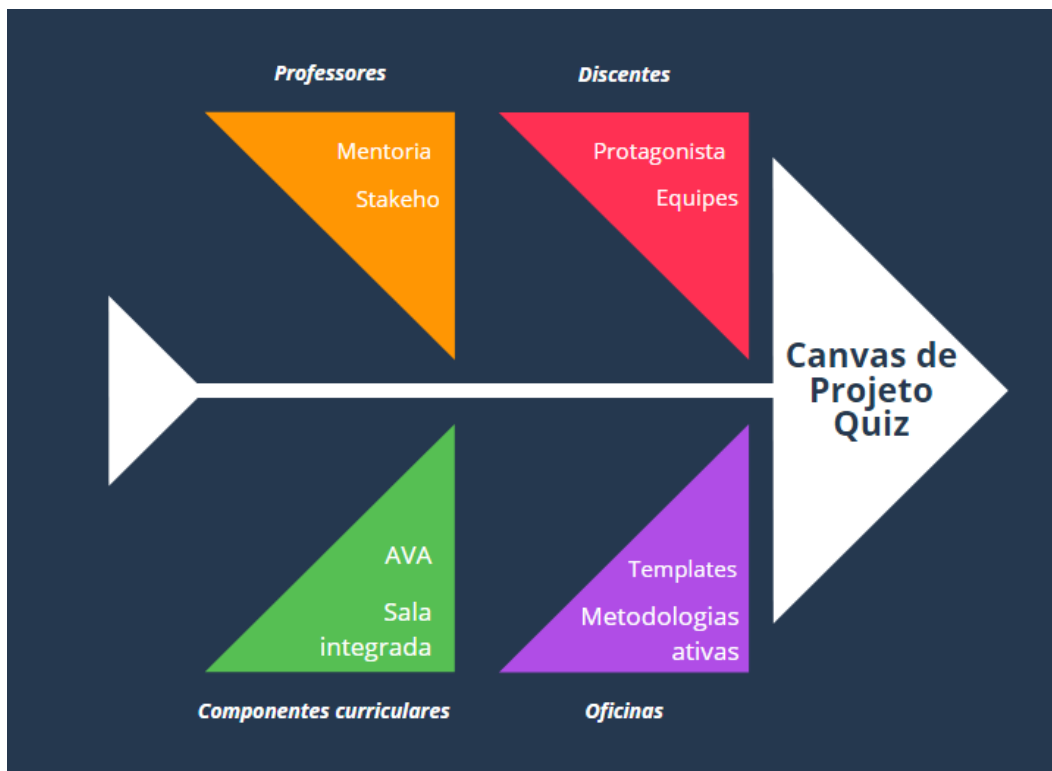 Professores
Discentes
Mentoria
Stakeho
Protagonista
Equipes
Canvas de
Projeto
Quiz
AVA
Sala
integrada
Templates
Metodologias
ativas
Componentes curriculares
Oficinas